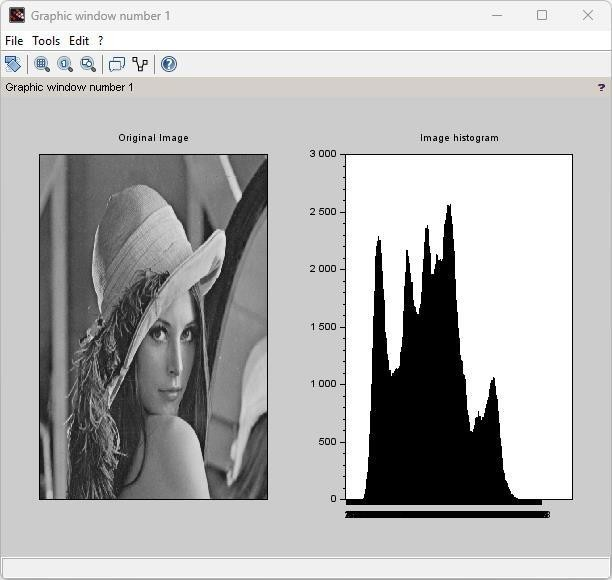 Graphic window number 1
File Tools Edit ?
Graphic window number 1 ?
Original Image
Image histogram
3 000
2 500
2 000
1 500
1 000
500
0